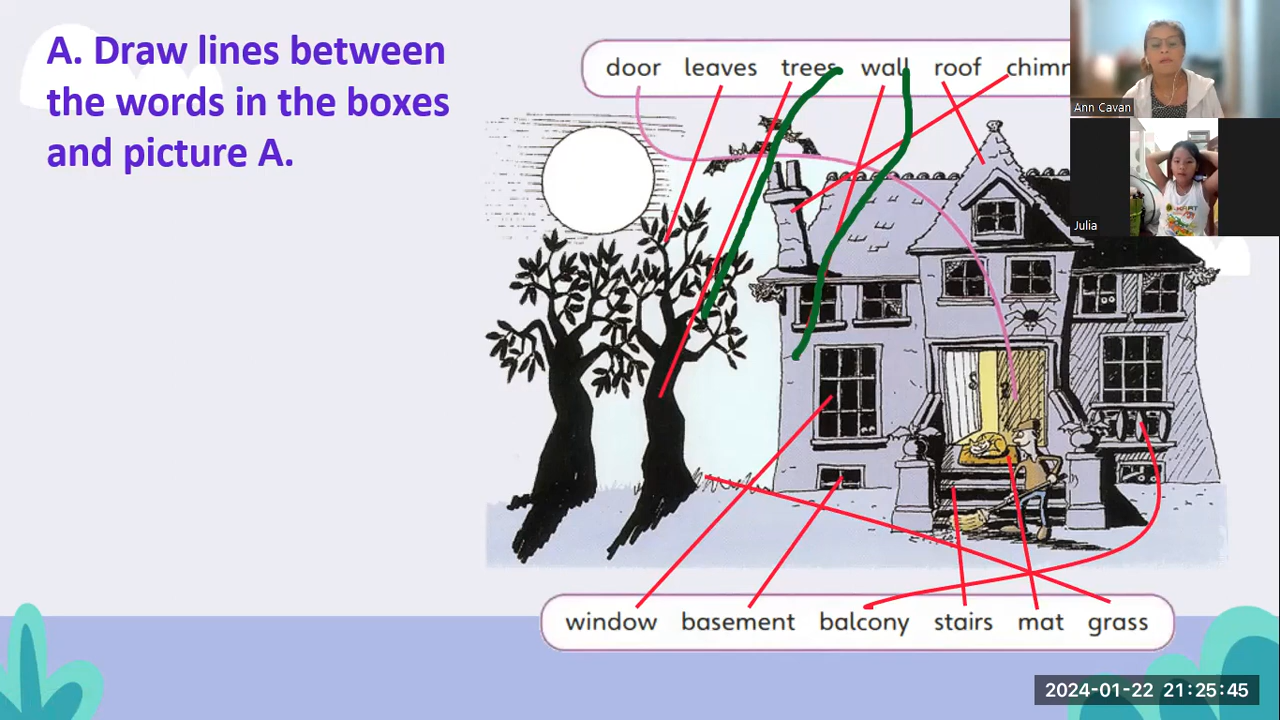 A. Draw lines between
the words in the boxes
and picture A.
door leaves trees wall roof chimn
Ann Cavan
Julia
window basement balcony stairs mat grass
2024-01-22 21:25:45